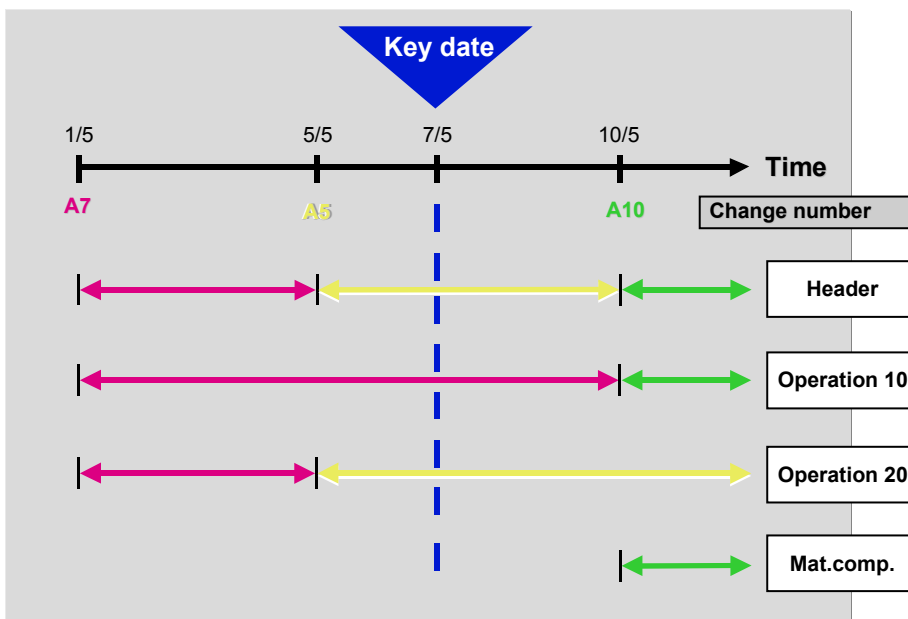 Key date
1/5 5/5 7/5 10/5
Time
A7 A5 A10
Change number
Header
Operation 10
Operation 20
Mat.comp.